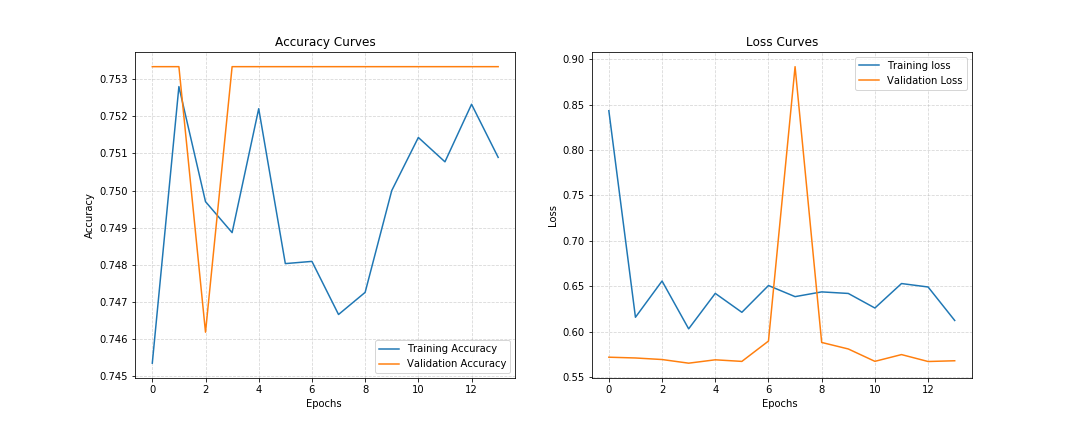 Accuracy Curves
0.753
0.752
0.751
0.750
0.749
0.748
0.747
0.746
0.745
Accuracy
0 2 4 6 8 10 12
Epochs
Training Accuracy
Validation Accuracy
Loss Curves
0.90
0.85
0.80
0.75
0.70
0.65
0.60
0.55
Loss
0 2 4 6 8 10 12
Epochs
Training loss
Validation Loss